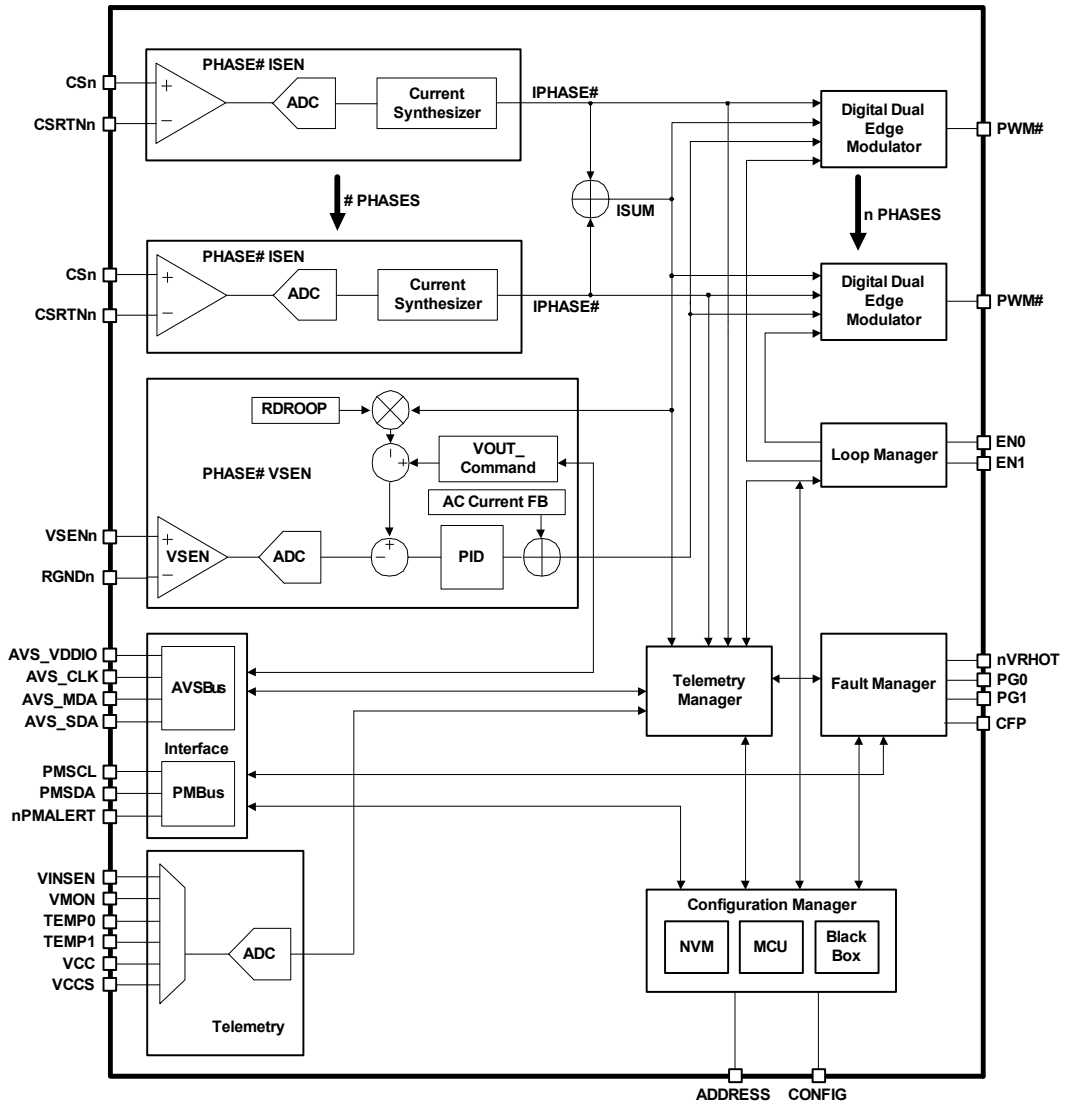 PHASE# ISEN
CSn
+
ADC
Current
Synthesizer
IPHASE#
Digital Dual
Edge
Modulator
PWM#
CSRTNn
−
# PHASES
ISUM
n PHASES
PHASE# ISEN
CSn
+
ADC
Current
Synthesizer
IPHASE#
Digital Dual
Edge
Modulator
PWM#
CSRTNn
−
RDROOP
PHASE# VSEN
−
+
VOUT_
Command
AC Current FB
Loop Manager
EN0
EN1
VSENn
+
VSEN
−
ADC
+
−
PID
RGNDn
AVS_VDDIO
AVS_CLK
AVS_MDA
AVS_SDA
AVSBus
Interface
PMSCL
PMSDA
nPMALERT
PMBus
Telemetry
Manager
Fault Manager
nVRHOT
PG0
PG1
CFP
VINSEN
VMON
TEMP0
TEMP1
VCC
VCCS
ADC
Telemetry
Configuration Manager
NVM
MCU
Black
Box
ADDRESS
CONFIG